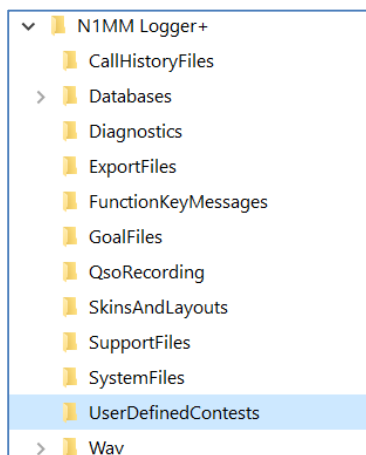 N1MM Logger+
CallHistoryFiles
Databases
Diagnostics
ExportFiles
FunctionKeyMessages
GoalFiles
QsoRecording
SkinsAndLayouts
SupportFiles
SystemFiles
UserDefinedContests
Wav